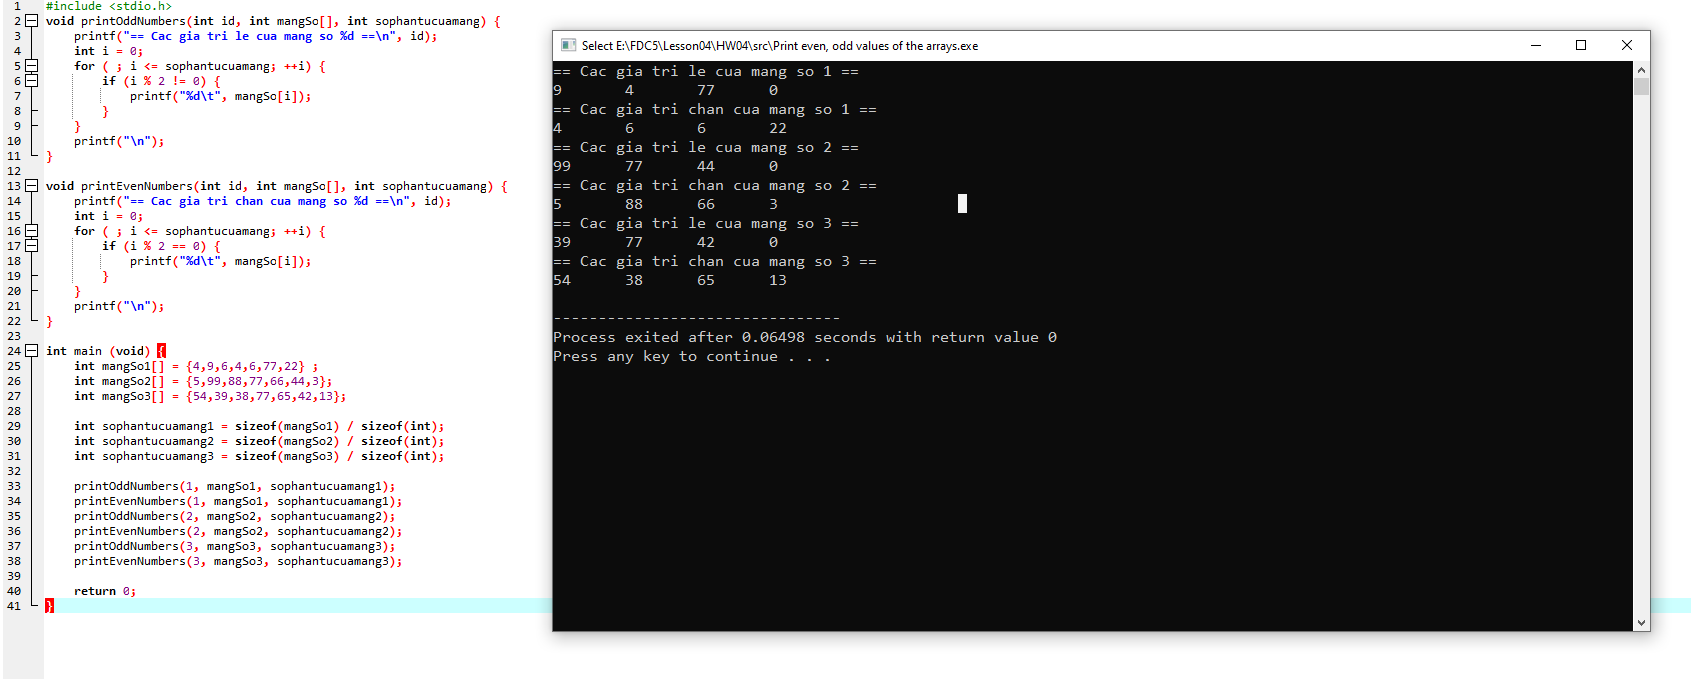 1 #include <stdio.h>
2 void printOddNumbers(int id, int mangSo[], int sophantucuamang) {
3 printf("== Cac gia tri le cua mang so %d ==\n", id);
4 int i = 0;
5 for ( ; i <= sophantucuamang; ++i) {
6 if (i % 2 != 0) {
7 printf("%d\t", mangSo[i]);
8 }
9 }
10 printf("\n");
11 }
12
13 void printEvenNumbers(int id, int mangSo[], int sophantucuamang) {
14 printf("== Cac gia tri chan cua mang so %d ==\n", id);
15 int i = 0;
16 for ( ; i <= sophantucuamang; ++i) {
17 if (i % 2 == 0) {
18 printf("%d\t", mangSo[i]);
19 }
20 }
21 printf("\n");
22 }
23
24 int main (void) {
25 int mangSo1[] = {4,9,6,4,6,77,22} ;
26 int mangSo2[] = {5,99,88,77,66,44,3};
27 int mangSo3[] = {54,39,38,77,65,42,13};
28
29 int sophantucuamang1 = sizeof(mangSo1) / sizeof(int);
30 int sophantucuamang2 = sizeof(mangSo2) / sizeof(int);
31 int sophantucuamang3 = sizeof(mangSo3) / sizeof(int);
32
33 printOddNumbers(1, mangSo1, sophantucuamang1);
34 printEvenNumbers(1, mangSo1, sophantucuamang1);
35 printOddNumbers(2, mangSo2, sophantucuamang2);
36 printEvenNumbers(2, mangSo2, sophantucuamang2);
37 printOddNumbers(3, mangSo3, sophantucuamang3);
38 printEvenNumbers(3, mangSo3, sophantucuamang3);
39
40 return 0;
41 }
Select E:\FDC5\Lesson04\HW04\src\Print even, odd values of the arrays.exe
== Cac gia tri le cua mang so 1 ==
9 4 77 0
== Cac gia tri chan cua mang so 1 ==
4 6 6 22
== Cac gia tri le cua mang so 2 ==
99 77 44 0
== Cac gia tri chan cua mang so 2 ==
5 88 66 3
== Cac gia tri le cua mang so 3 ==
39 77 42 0
== Cac gia tri chan cua mang so 3 ==
54 38 65 13
--------------------------------
Process exited after 0.06498 seconds with return value 0
Press any key to continue . . .